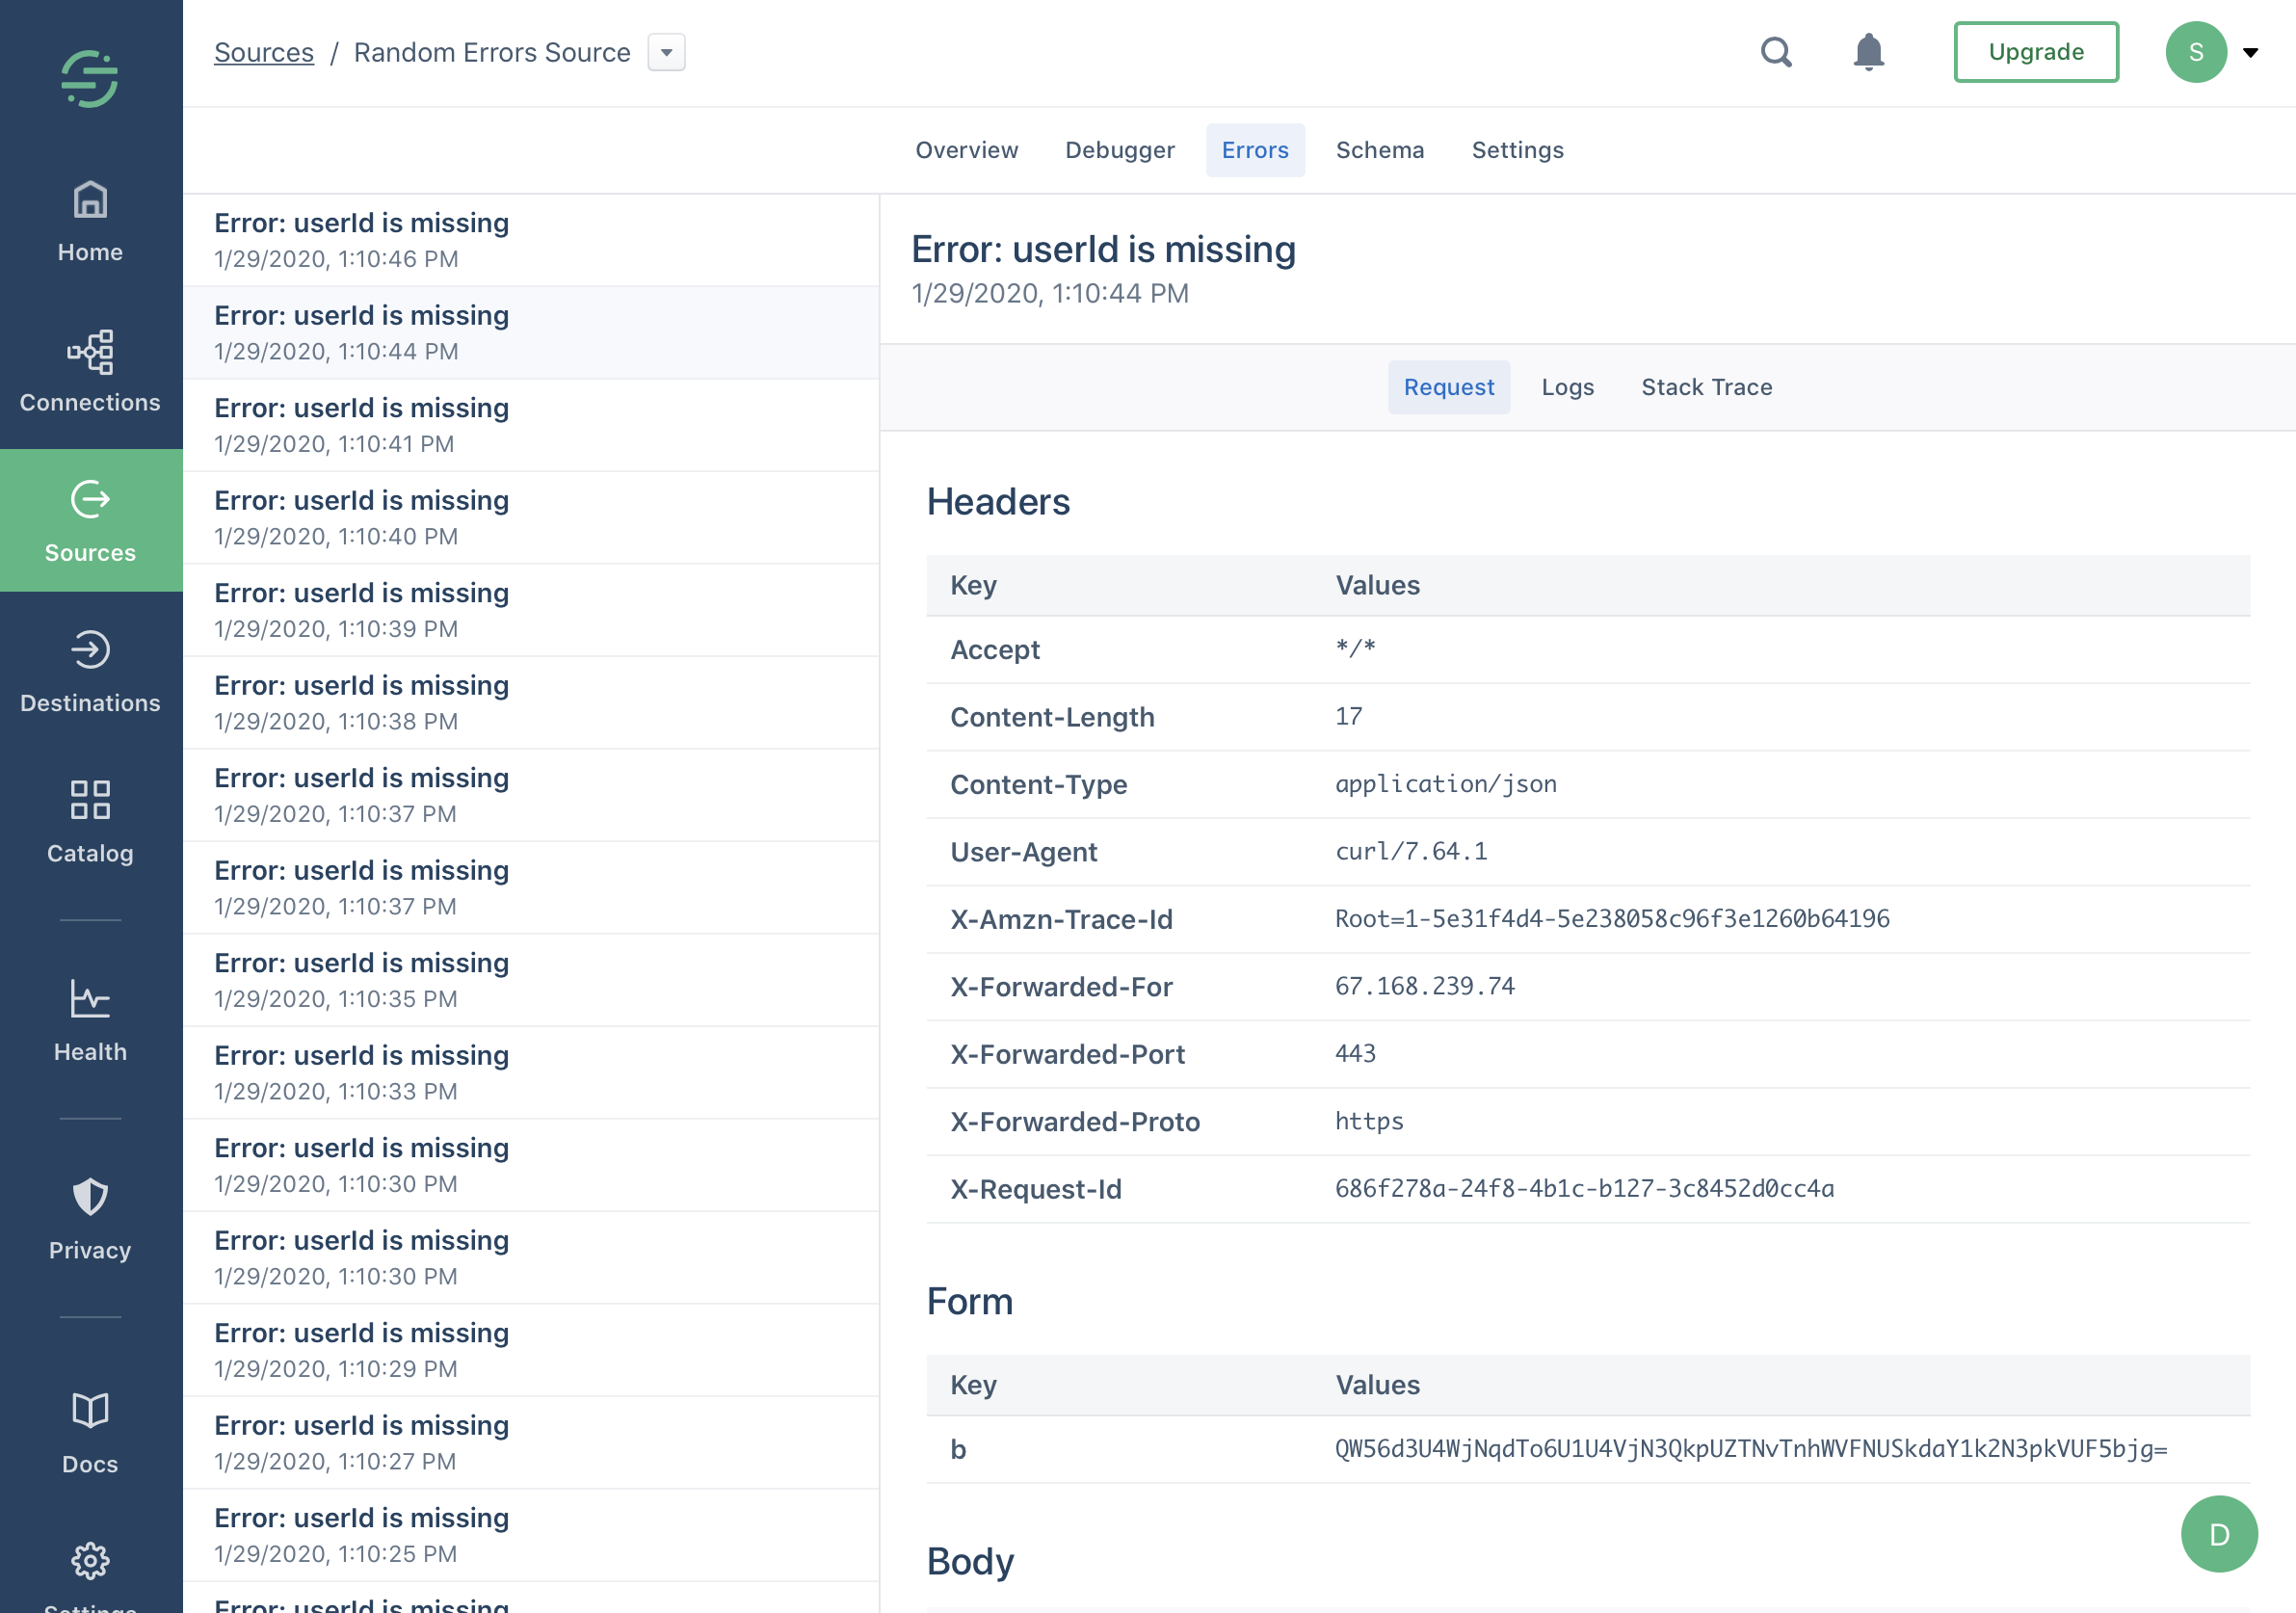 Sources / Random Errors Source
Upgrade
S
Home
Connections
Sources
Destinations
Catalog
Health
Privacy
Docs
Settings
Overview
Debugger
Errors
Schema
Settings
Error: userId is missing
1/29/2020, 1:10:46 PM
Error: userId is missing
1/29/2020, 1:10:44 PM
Error: userId is missing
1/29/2020, 1:10:41 PM
Error: userId is missing
1/29/2020, 1:10:40 PM
Error: userId is missing
1/29/2020, 1:10:39 PM
Error: userId is missing
1/29/2020, 1:10:38 PM
Error: userId is missing
1/29/2020, 1:10:37 PM
Error: userId is missing
1/29/2020, 1:10:37 PM
Error: userId is missing
1/29/2020, 1:10:35 PM
Error: userId is missing
1/29/2020, 1:10:33 PM
Error: userId is missing
1/29/2020, 1:10:30 PM
Error: userId is missing
1/29/2020, 1:10:30 PM
Error: userId is missing
1/29/2020, 1:10:29 PM
Error: userId is missing
1/29/2020, 1:10:27 PM
Error: userId is missing
1/29/2020, 1:10:25 PM
Error: userId is missing
Error: userId is missing
1/29/2020, 1:10:44 PM
Request
Logs
Stack Trace
Headers
Key Values
Accept */*
Content-Length 17
Content-Type application/json
User-Agent curl/7.64.1
X-Amzn-Trace-Id Root=1-5e31f4d4-5e238058c96f3e1260b64196
X-Forwarded-For 67.168.239.74
X-Forwarded-Port 443
X-Forwarded-Proto https
X-Request-Id 686f278a-24f8-4b1c-b127-3c8452d0cc4a
Form
Key Values
b QW56d3U4WjNqdTo6U1U4VjN3QkpUZTNvTnhWVFNUSkdaY1k2N3pkVUF5bjg=
Body
D